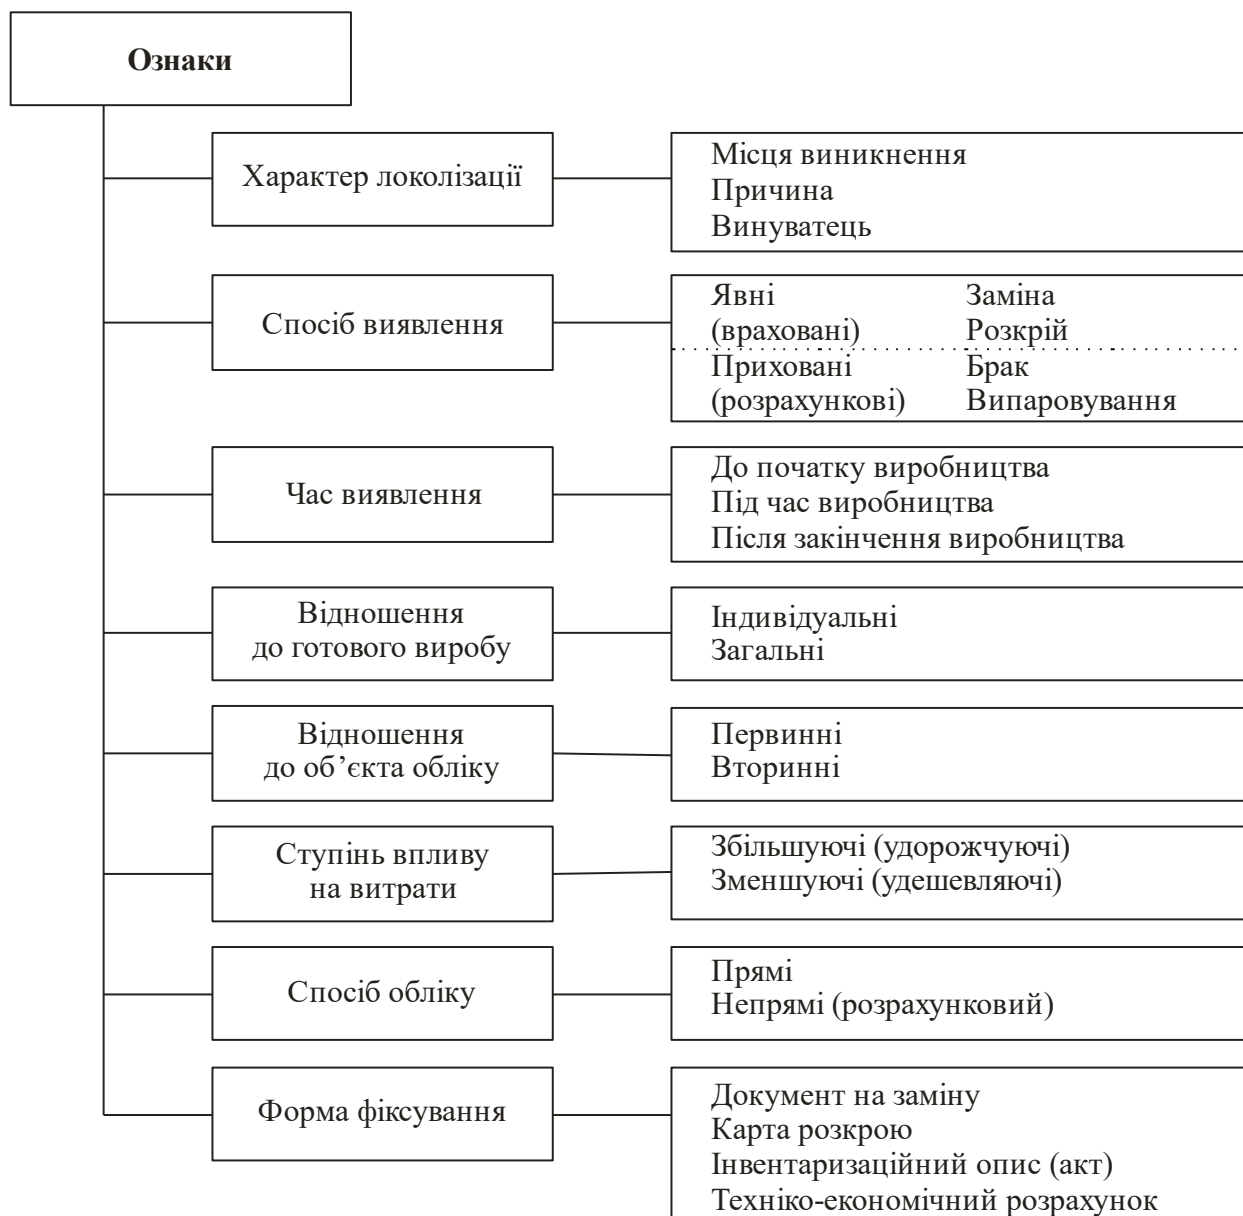 Ознаки
Характер локолізації
Місця виникнення
Причина
Винуватець
Спосіб виявлення
Явні Заміна
(враховані) Розкрій
Приховані Брак
(розрахункові) Випаровування
Час виявлення
До початку виробництва
Під час виробництва
Після закінчення виробництва
Відношення
до готового виробу
Індивідуальні
Загальні
Відношення
до об’єкта обліку
Первинні
Вторинні
Ступінь впливу
на витрати
Збільшуючі (удорожчуючі)
Зменшуючі (удешевляючі)
Спосіб обліку
Прямі
Непрямі (розрахунковий)
Форма фіксування
Документ на заміну
Карта розкрою
Інвентаризаційний опис (акт)
Техніко-економічний розрахунок